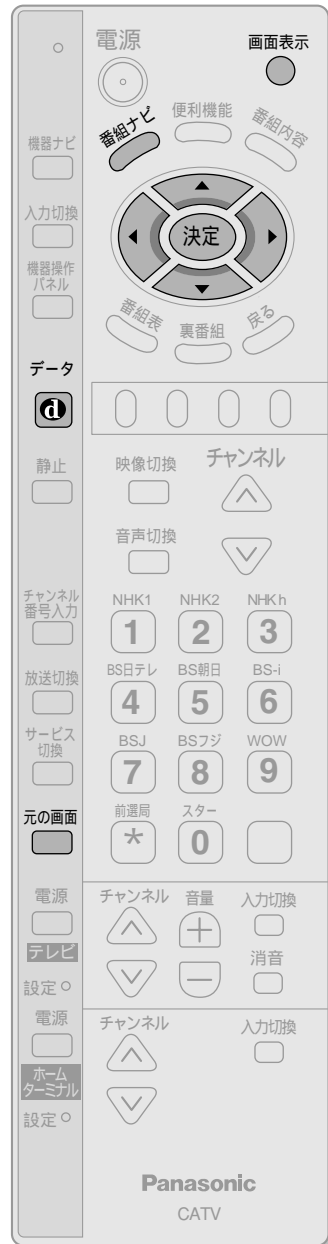 電源
画面表示
機器ナビ
番組ナビ
便利機能
番組内容
入力切換
決定
機器操作
パネル
番組表
裏番組
戻る
データ
d
静止
映像切換
チャンネル
音声切換
チャンネル
番号入力
NHK1
NHK2
NHK h
1
2
3
放送切換
BS日テレ
BS朝日
BS-i
4
5
6
サービス
切換
BSJ
BSフジ
WOW
7
8
9
元の画面
前選局
スター
*
0
電源
テレビ
設定
チャンネル
音量
入力切換
+
消音
−
電源
ホーム
ターミナル
設定
チャンネル
入力切換
Panasonic
CATV